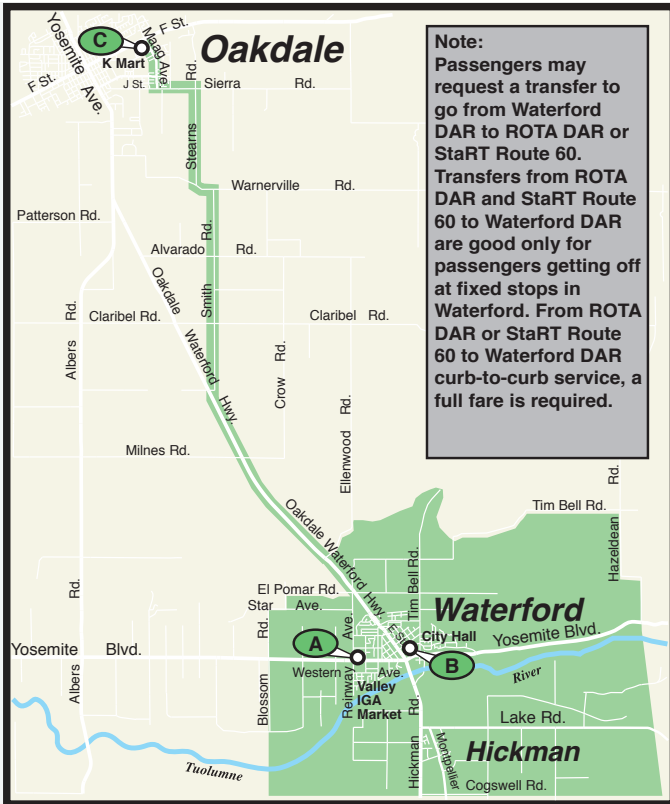 Yosemite Ave.
C
K Mart
Maag Ave.
F St.
Oakdale
F St.
J St.
Rd.
Sierra Rd.
Stearns
Warnerville Rd.
Patterson Rd.
Alvarado Rd.
Rd.
Oakdale
Smith
Rd.
Claribel Rd.
Claribel Rd.
Albers
Waterford
Crow Rd.
Hwy.
Ellenwood Rd.
Milnes Rd.
Note:
Passengers may
request a transfer to
go from Waterford
DAR to ROTA DAR or
StaRT Route 60.
Transfers from ROTA
DAR and StaRT Route
60 to Waterford DAR
are good only for
passengers getting off
at fixed stops in
Waterford. From ROTA
DAR or StaRT Route
60 to Waterford DAR
curb-to-curb service, a
full fare is required.
Rd.
Hazeldean
Tim Bell Rd.
Oakdale Waterford Hwy.
Tim Bell Rd.
El Pomar Rd.
Star Ave.
Rd.
Ave.
E St.
Waterford
City Hall
Yosemite Blvd.
Yosemite Blvd.
A
B
Rd.
Albers
Western Ave.
River
Blossom
Reinway
Valley
IGA
Market
Rd.
Lake Rd.
Hickman
Montpellier
Hickman
Tuolumne
Cogswell Rd.